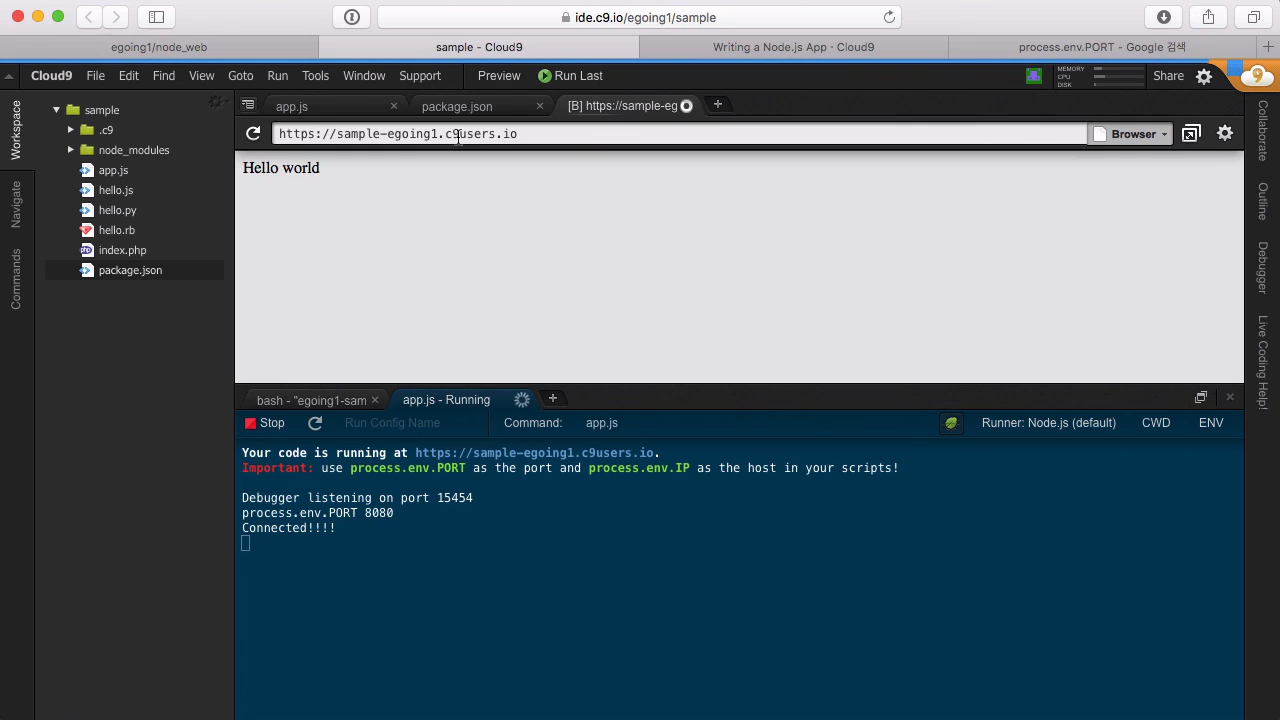 ide.c9.io/egoing1/sample
egoing1/node_web
sample - Cloud9
Writing a Node.js App · Cloud9
process.env.PORT - Google 검색
Cloud9 File Edit Find View Goto Run Tools Window Support Preview Run Last MEMORY CPU DISK Share 9
Workspace
Navigate
Commands
sample
.c9
node_modules
app.js
hello.js
hello.py
hello.rb
index.php
package.json
app.js
package.json
[B] https://sample-eg
https://sample-egoing1.c9users.io
Browser
Hello world
Collaborate
Outline
Debugger
Live Coding Help!
bash - "egoing1-sam
app.js - Running
Stop Run Config Name Command: app.js Runner: Node.js (default) CWD ENV
Your code is running at https://sample-egoing1.c9users.io.
Important: use process.env.PORT as the port and process.env.IP as the host in your scripts!
Debugger listening on port 15454
process.env.PORT 8080
Connected!!!!